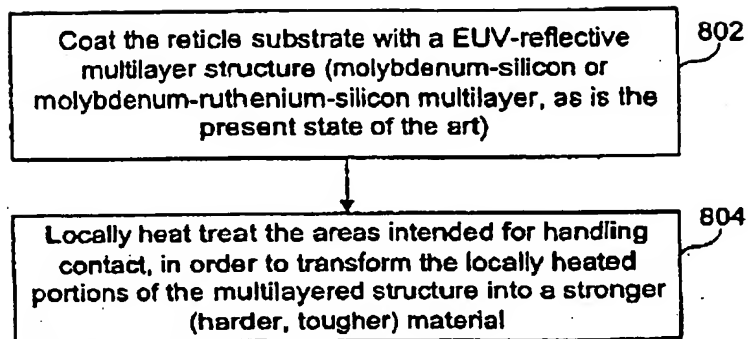 Coat the reticle substrate with a EUV-reflective
multilayer structure (molybdenum-silicon or
molybdenum-ruthenium-silicon multilayer, as is the
present state of the art)
802
Locally heat treat the areas intended for handling
contact, in order to transform the locally heated
portions of the multilayered structure into a stronger
(harder, tougher) material
804